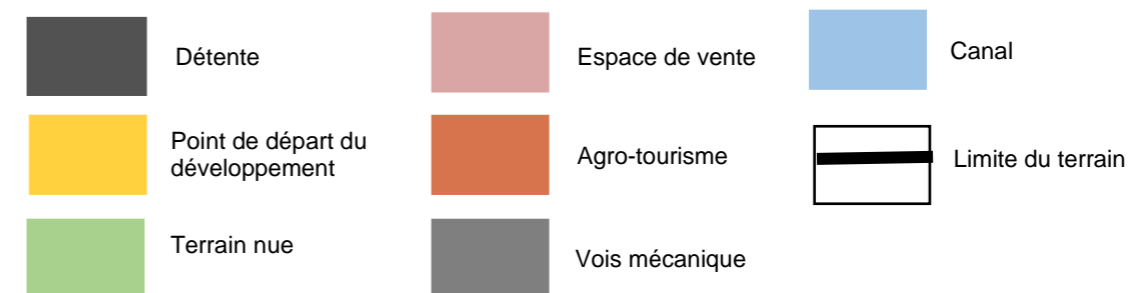 Détente
Espace de vente
Canal
Point de départ du
développement
Agro-tourisme
Limite du terrain
Terrain nue
Vois mécanique